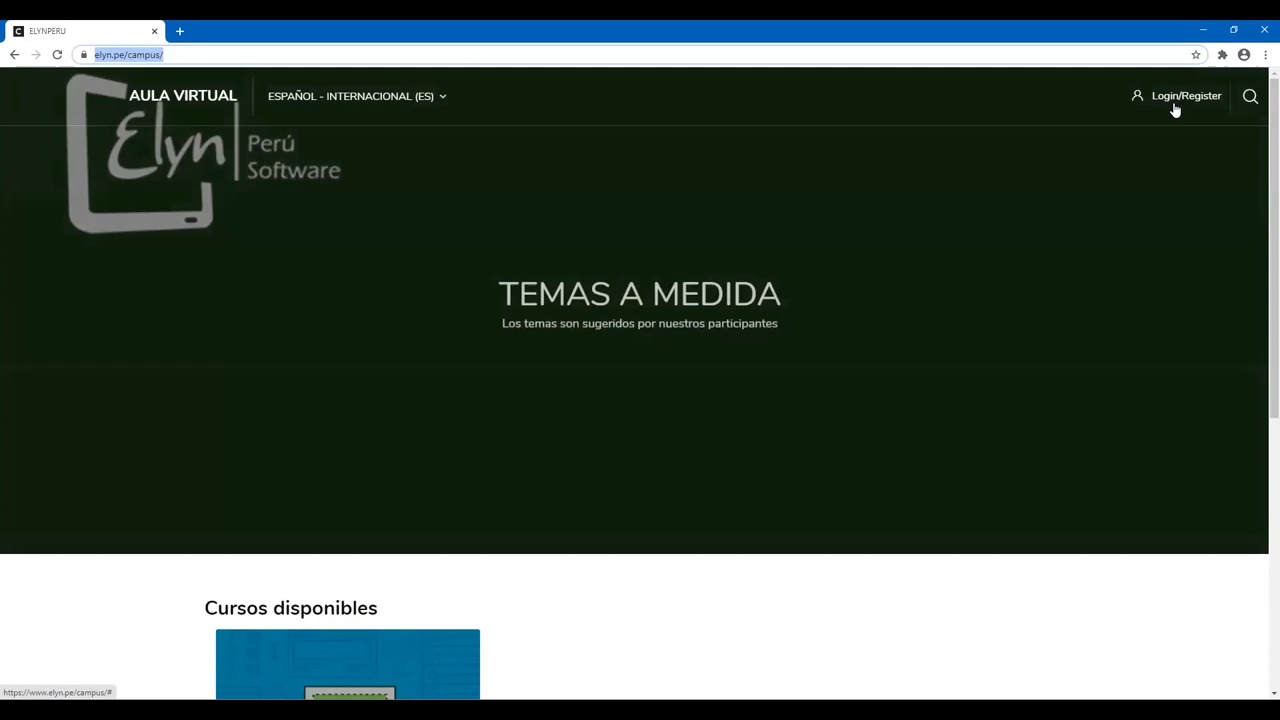 ELYNPERU
elyn.pe/campus/
AULA VIRTUAL
ESPAÑOL - INTERNACIONAL (ES)
Login/Register
Elyn
Perú
Software
TEMAS A MEDIDA
Los temas son sugeridos por nuestros participantes
Cursos disponibles
https://www.elyn.pe/campus/#